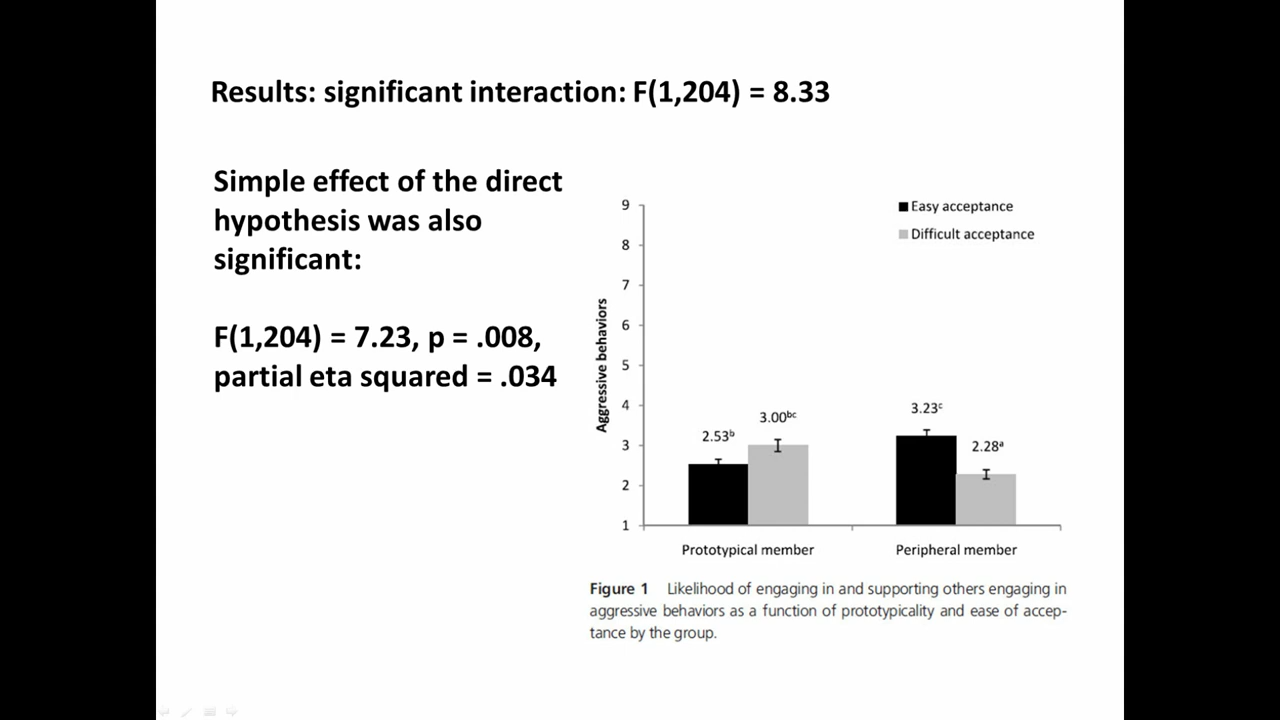 Results: significant interaction: F(1,204) = 8.33
Simple effect of the direct
hypothesis was also
significant:
F(1,204) = 7.23, p = .008,
partial eta squared = .034
Easy acceptance
Difficult acceptance
Aggressive behaviors
9
8
7
6
5
4
3
2
1
2.53ᵇ
3.00ᵇᶜ
3.23ᶜ
2.28ᵃ
Prototypical member
Peripheral member
Figure 1 Likelihood of engaging in and supporting others engaging in
aggressive behaviors as a function of prototypicality and ease of accep-
tance by the group.